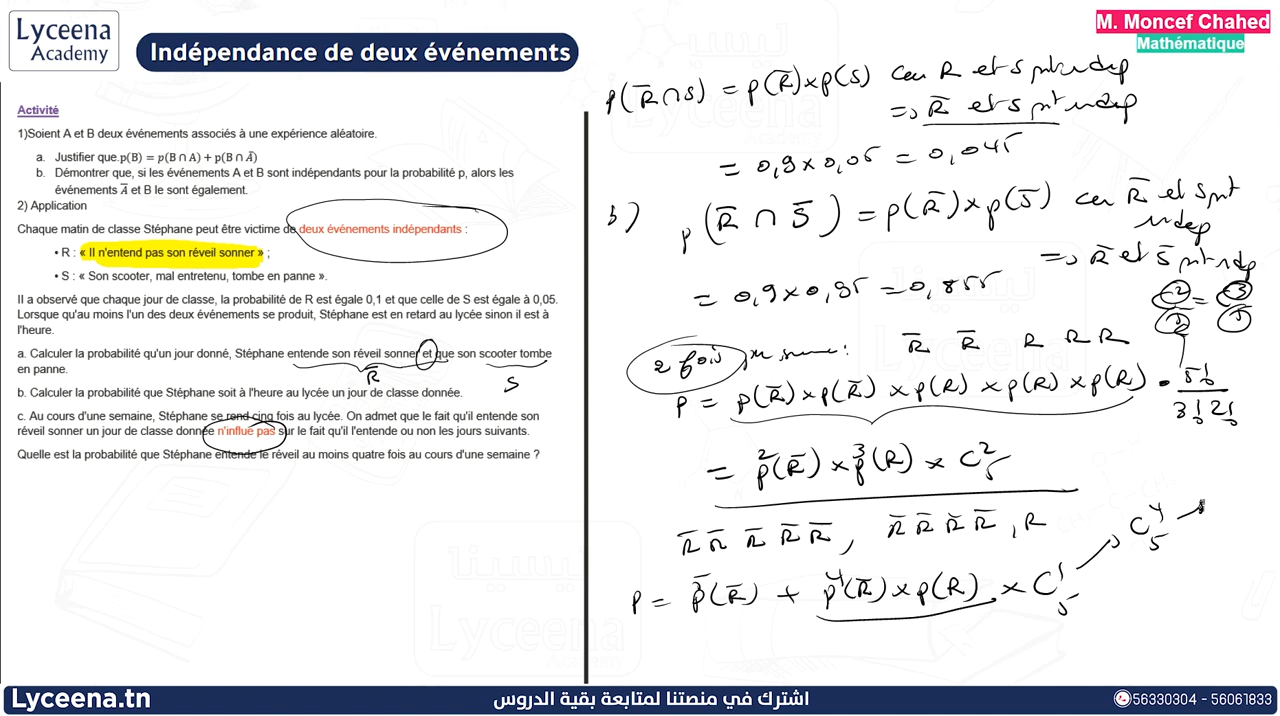 Lyceena
Academy
Indépendance de deux événements
M. Moncef Chahed
Mathématique
Activité
1)Soient A et B deux événements associés à une expérience aléatoire.
a. Justifier que p(B) = p(B ∩ A) + p(B ∩ A̅)
b. Démontrer que, si les événements A et B sont indépendants pour la probabilité p, alors les
événements A̅ et B le sont également.
2) Application
Chaque matin de classe Stéphane peut être victime de deux événements indépendants :
• R : « Il n'entend pas son réveil sonner » ;
• S : « Son scooter, mal entretenu, tombe en panne ».
Il a observé que chaque jour de classe, la probabilité de R est égale 0,1 et que celle de S est égale à 0,05.
Lorsqu'au moins l'un des deux événements se produit, Stéphane est en retard au lycée sinon il est à
l'heure.
a. Calculer la probabilité qu'un jour donné, Stéphane entende son réveil sonner et que son scooter tombe
en panne.
R̅ S
b. Calculer la probabilité que Stéphane soit à l'heure au lycée un jour de classe donnée.
c. Au cours d'une semaine, Stéphane se rend cinq fois au lycée. On admet que le fait qu'il entende son
réveil sonner un jour de classe donnée n'influe pas sur le fait qu'il l'entende ou non les jours suivants.
Quelle est la probabilité que Stéphane entende le réveil au moins quatre fois au cours d'une semaine ?
p(R̅ ∩ S) = p(R̅) × p(S) car R et S st indep
=> R̅ et S st indep
= 0,9 × 0,05 = 0,045
b) p(R̅ ∩ S̅) = p(R̅) × p(S̅) car R̅ et S st
indep
=> R̅ et S̅ st indep
= 0,9 × 0,95 = 0,855
2 fois R̅ R̅ R R R
P = p(R̅) × p(R̅) × p(R) × p(R) × p(R) • 5! / 3! 2!
= p²(R̅) × p³(R) × C₅²
R̅ R̅ R̅ R̅ R̅ , R̅ R̅ R̅ R̅ , R
P = p⁵(R̅) + p⁴(R̅) × p(R) × C₅¹ → C₅⁴
Lyceena.tn
اشترك في منصتنا لمتابعة بقية الدروس
56330304 - 56061833